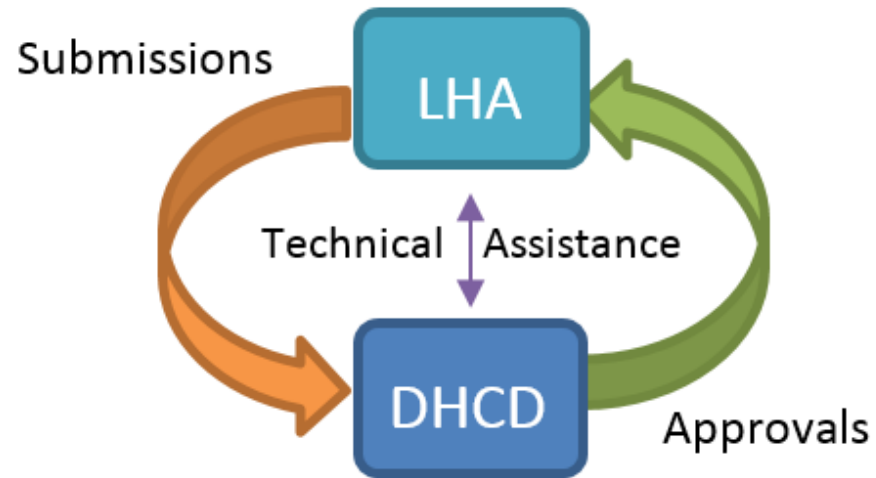 Submissions
LHA
Technical Assistance
DHCD
Approvals